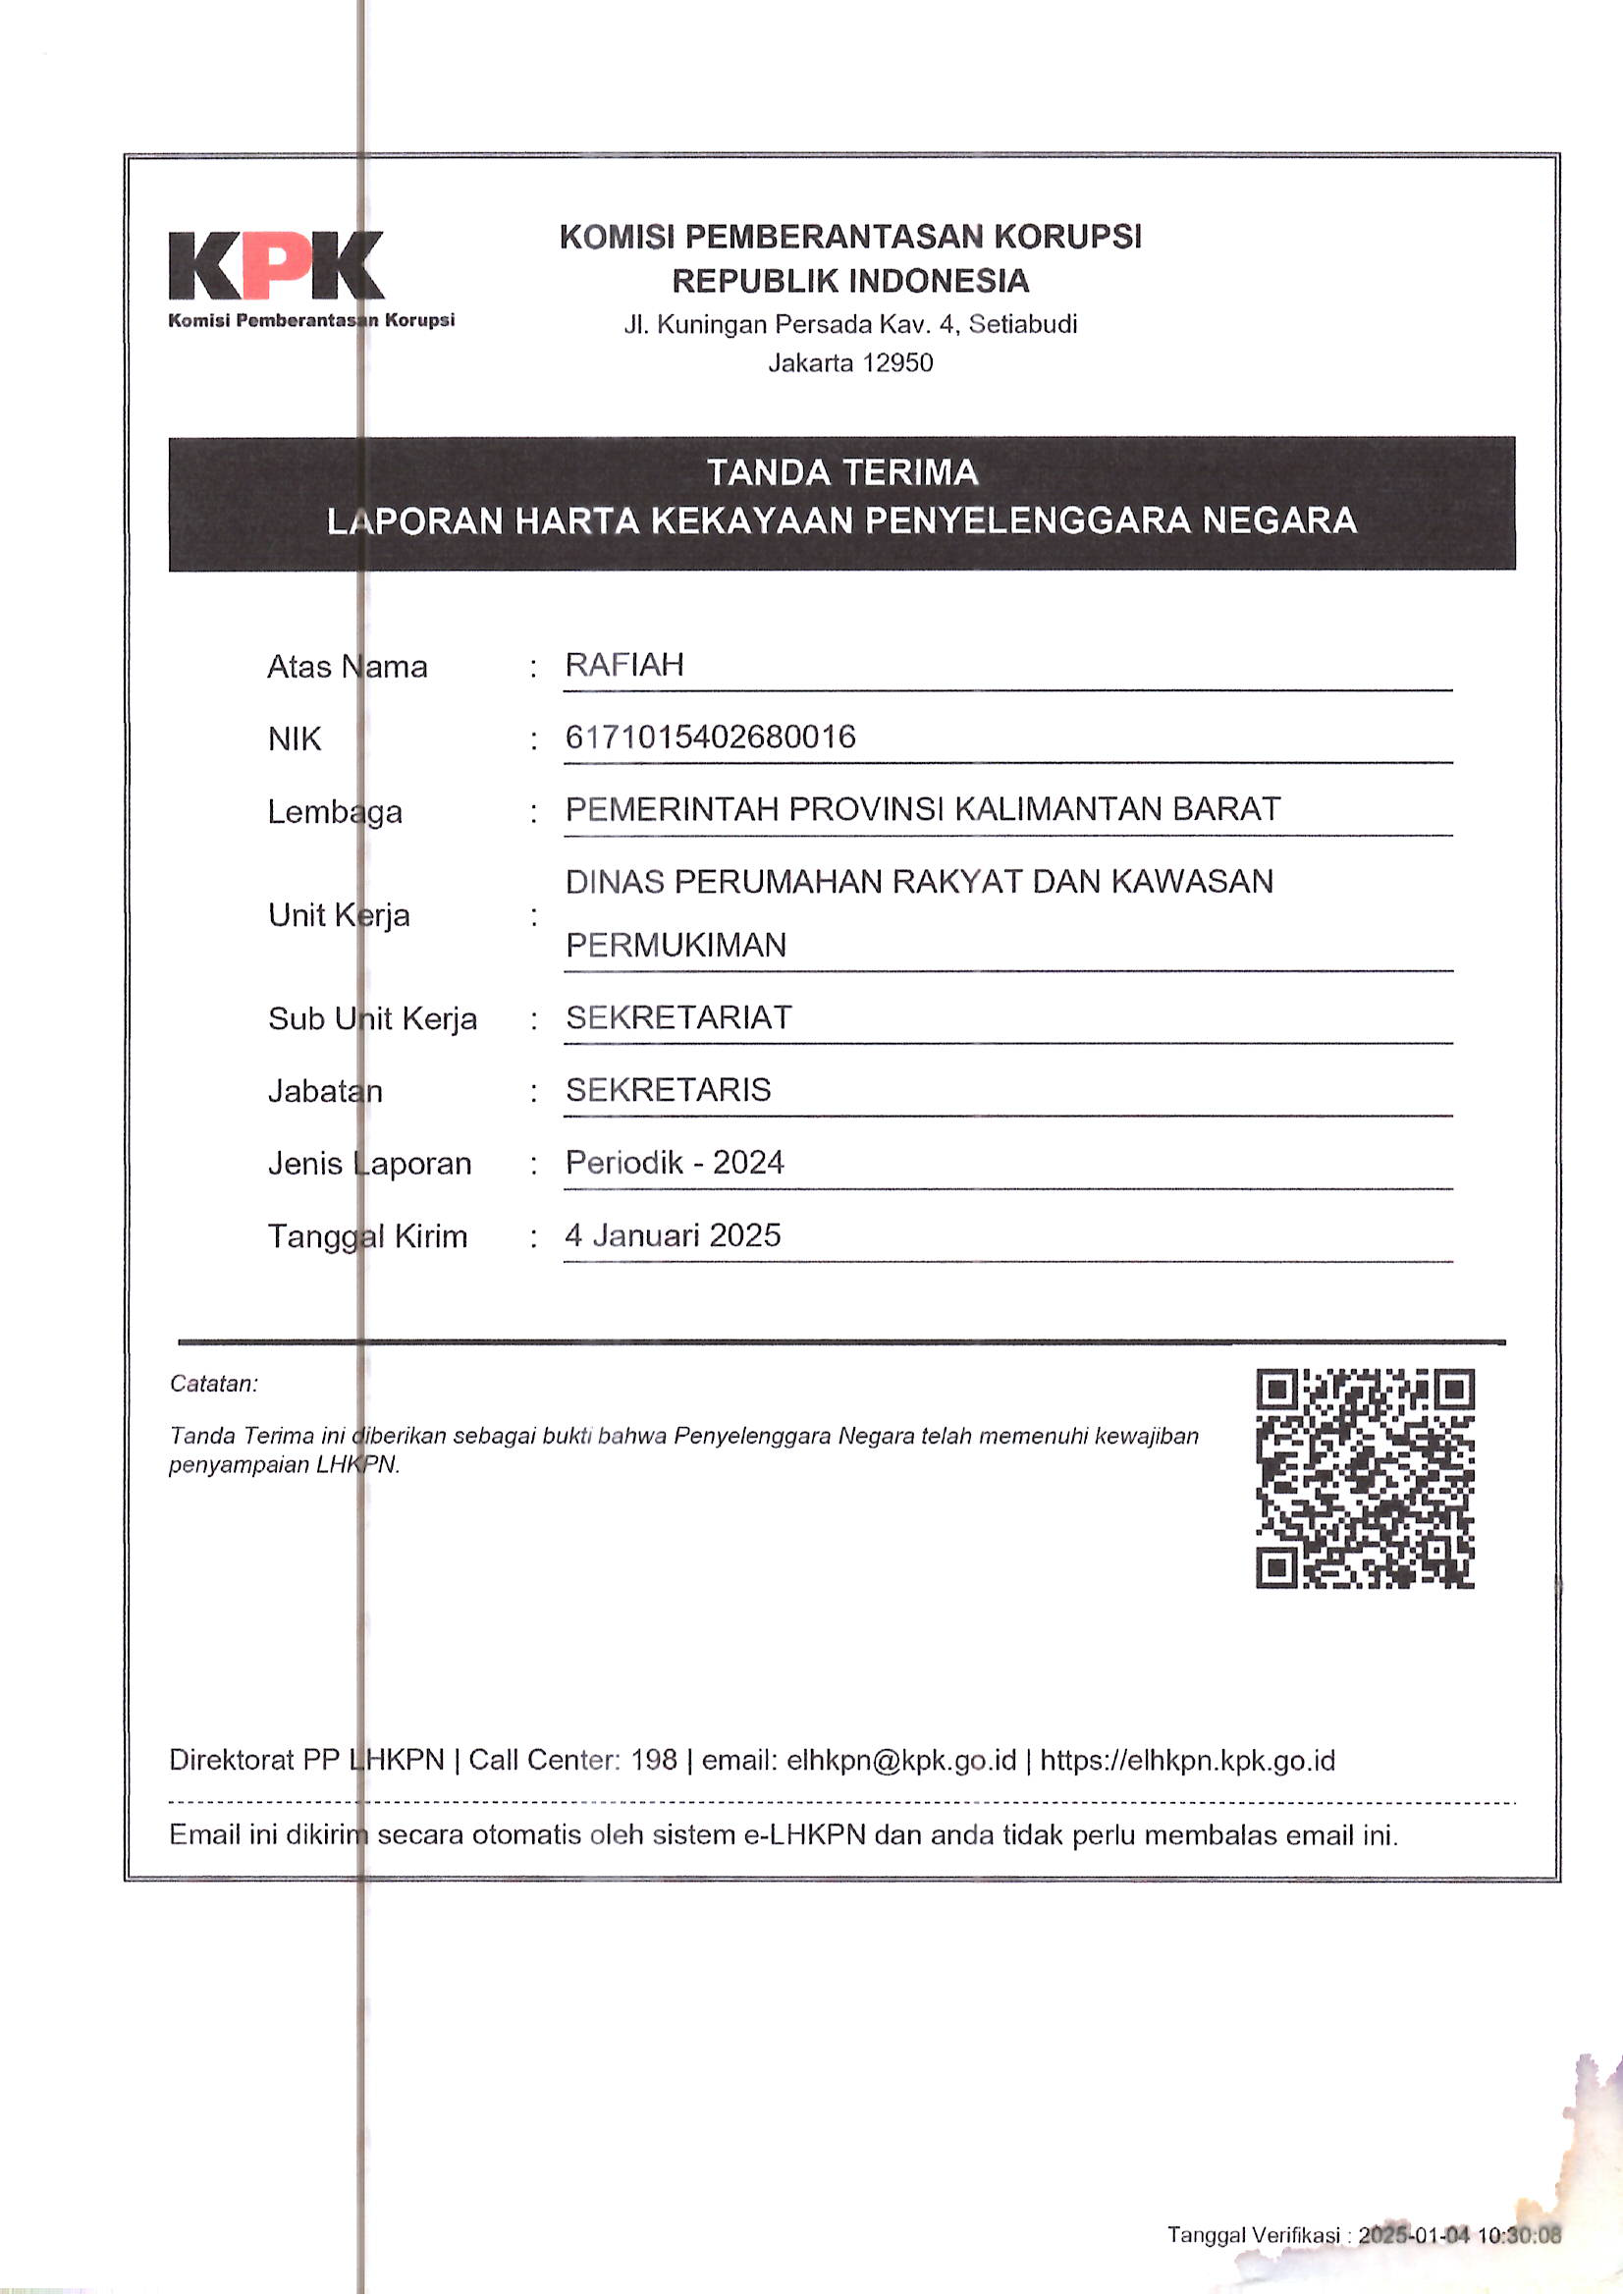 KPK
Komisi Pemberantasan Korupsi
KOMISI PEMBERANTASAN KORUPSI
REPUBLIK INDONESIA
Jl. Kuningan Persada Kav. 4, Setiabudi
Jakarta 12950
TANDA TERIMA
LAPORAN HARTA KEKAYAAN PENYELENGGARA NEGARA
Atas Nama : RAFIAH
NIK : 6171015402680016
Lembaga : PEMERINTAH PROVINSI KALIMANTAN BARAT
Unit Kerja : DINAS PERUMAHAN RAKYAT DAN KAWASAN
PERMUKIMAN
Sub Unit Kerja : SEKRETARIAT
Jabatan : SEKRETARIS
Jenis Laporan : Periodik - 2024
Tanggal Kirim : 4 Januari 2025
Catatan:
Tanda Terima ini diberikan sebagai bukti bahwa Penyelenggara Negara telah memenuhi kewajiban
penyampaian LHKPN.
Direktorat PP LHKPN | Call Center: 198 | email: elhkpn@kpk.go.id | https://elhkpn.kpk.go.id
Email ini dikirim secara otomatis oleh sistem e-LHKPN dan anda tidak perlu membalas email ini.
Tanggal Verifikasi : 2025-01-04 10:30:08